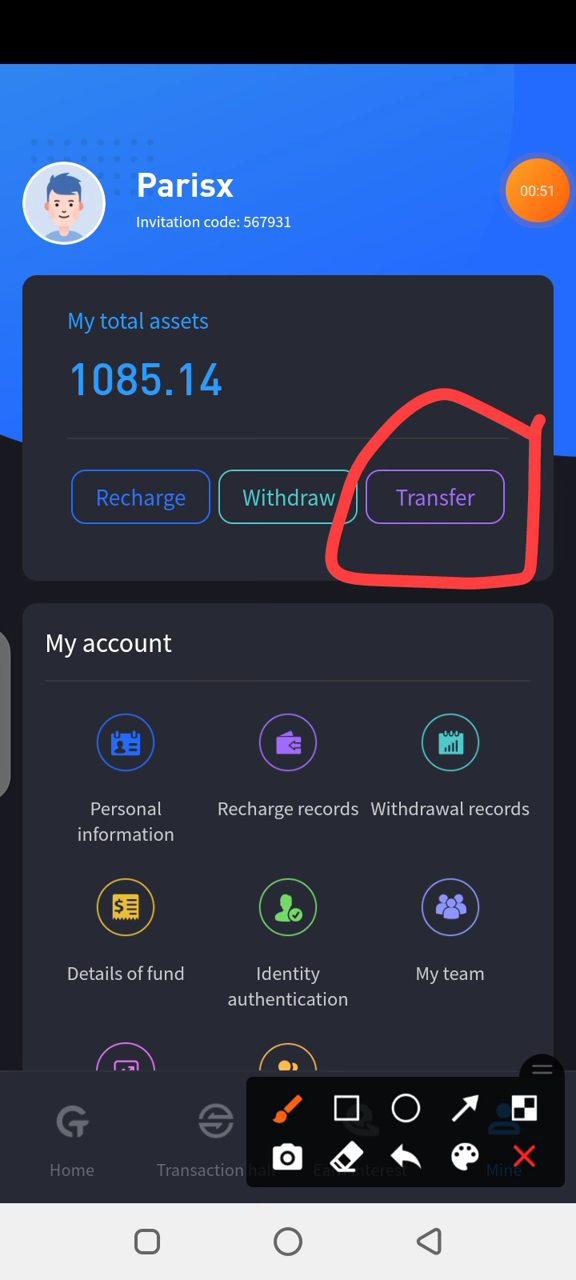 Parisx
Invitation code: 567931
00:51
My total assets
1085.14
Recharge
Withdraw
Transfer
My account
Personal information
Recharge records
Withdrawal records
Details of fund
Identity authentication
My team
Home
Transaction hall
Mine